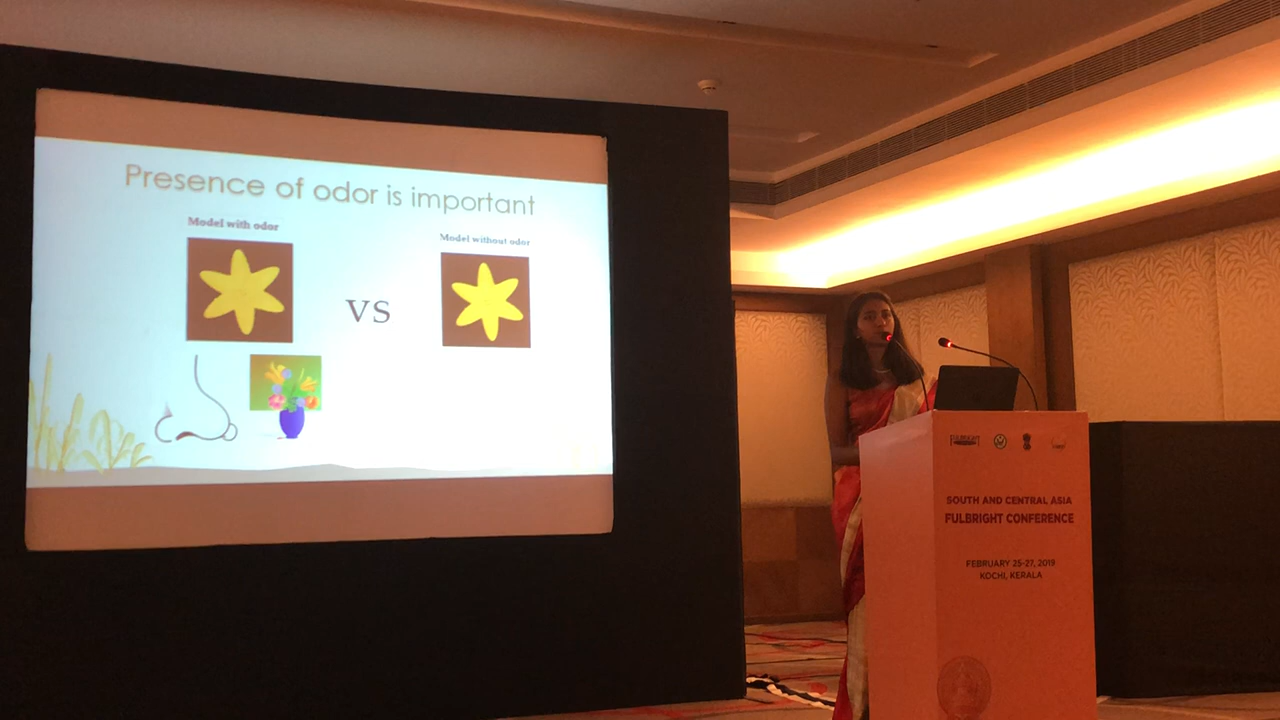 Presence of odor is important
Model with odor
Model without odor
VS
FULBRIGHT
SOUTH AND CENTRAL ASIA
FULBRIGHT CONFERENCE
FEBRUARY 25-27, 2019
KOCHI, KERALA